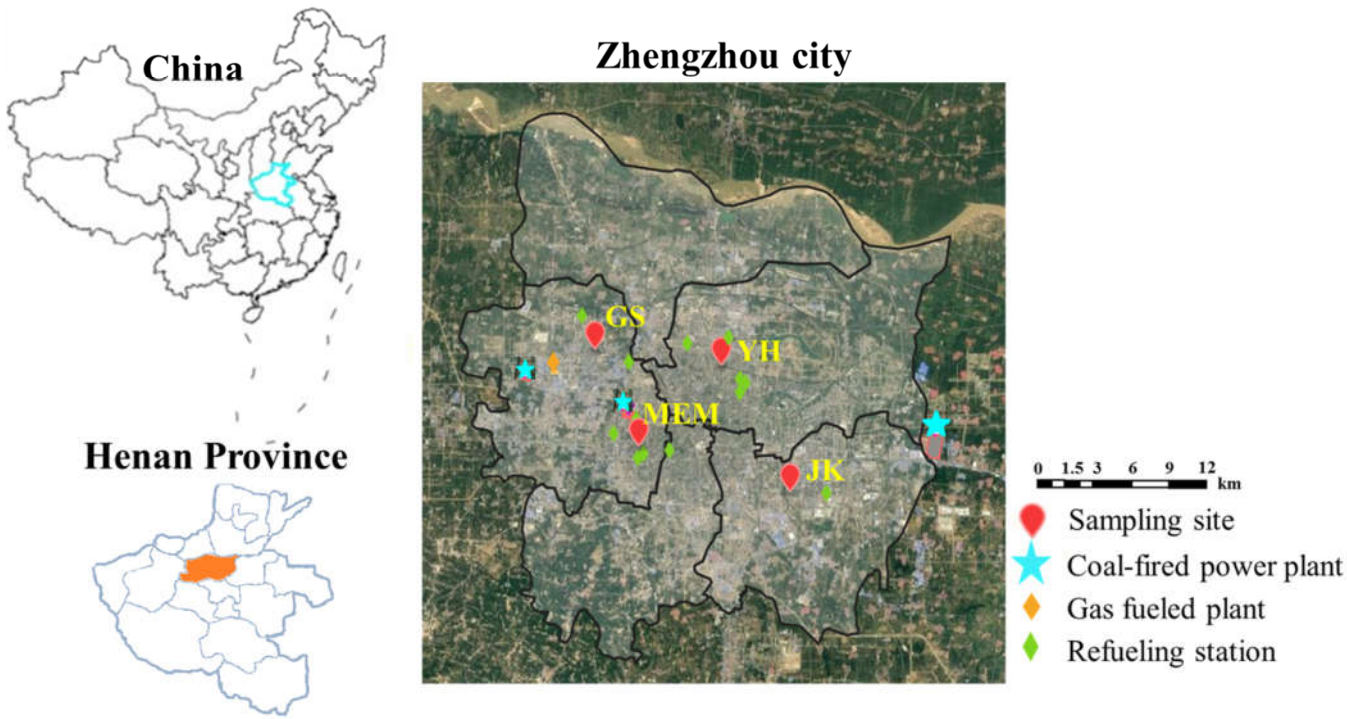 China
Zhengzhou city
GS
YH
MEM
JK
Henan Province
0 1.5 3 6 9 12
km
Sampling site
Coal-fired power plant
Gas fueled plant
Refueling station